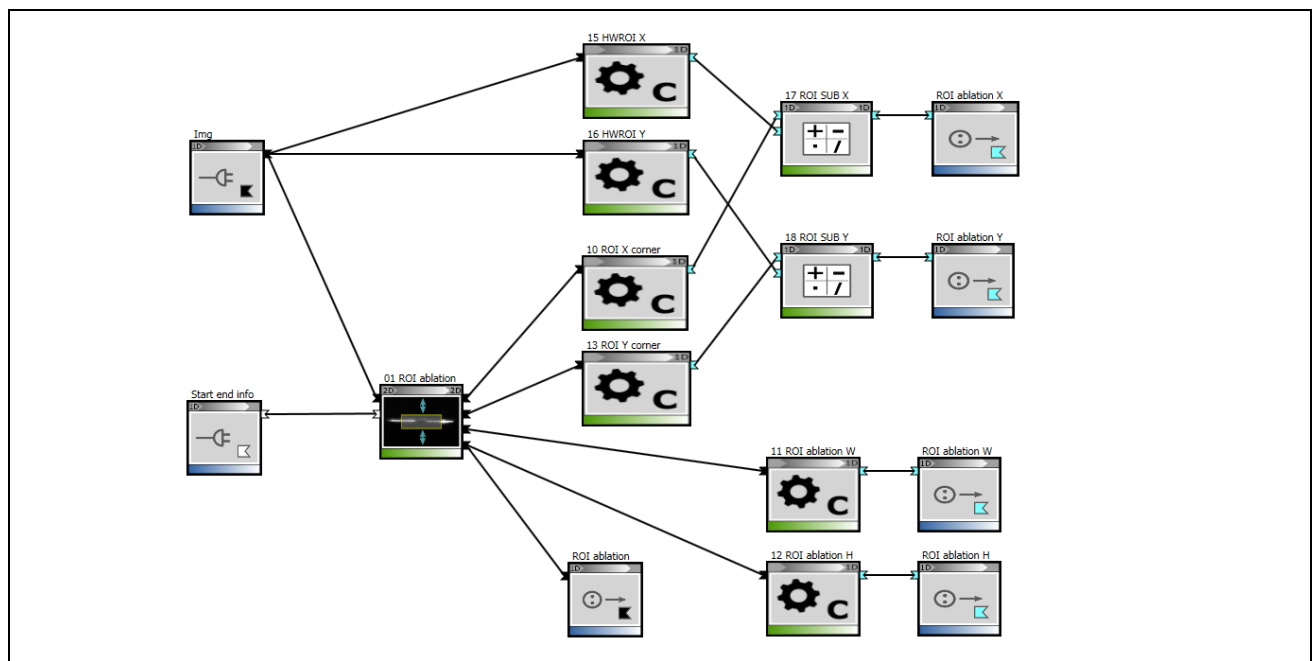 15 HWROI X
1D
C
17 ROI SUB X
1D 1D
ROI ablation X
1D
Img
1D
16 HWROI Y
1D
C
10 ROI X corner
1D
C
18 ROI SUB Y
1D 1D
ROI ablation Y
1D
13 ROI Y corner
1D
C
Start end info
1D
01 ROI ablation
2D 2D
11 ROI ablation W
1D
C
ROI ablation W
1D
ROI ablation
1D
12 ROI ablation H
1D
C
ROI ablation H
1D